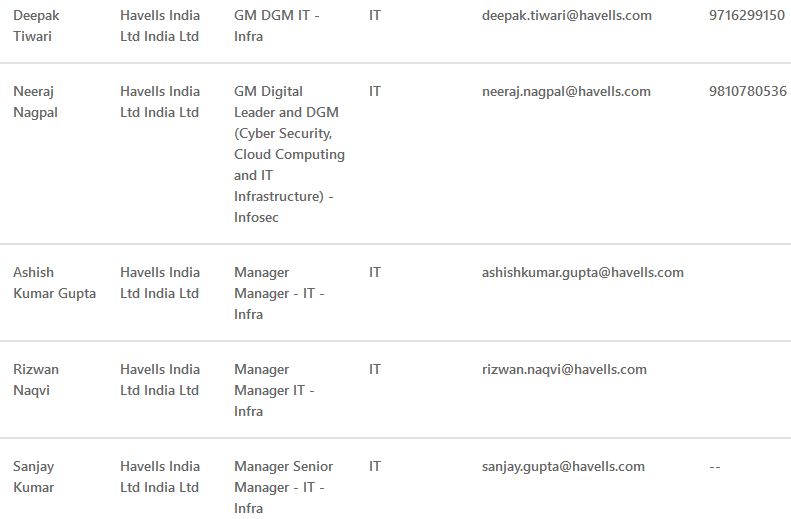 Deepak Tiwari Havells India Ltd India Ltd GM DGM IT - Infra IT deepak.tiwari@havells.com 9716299150
Neeraj Nagpal Havells India Ltd India Ltd GM Digital Leader and DGM (Cyber Security, Cloud Computing and IT Infrastructure) - Infosec IT neeraj.nagpal@havells.com 9810780536
Ashish Kumar Gupta Havells India Ltd India Ltd Manager Manager - IT - Infra IT ashishkumar.gupta@havells.com
Rizwan Naqvi Havells India Ltd India Ltd Manager Manager IT - Infra IT rizwan.naqvi@havells.com
Sanjay Kumar Havells India Ltd India Ltd Manager Senior Manager - IT - Infra IT sanjay.gupta@havells.com --